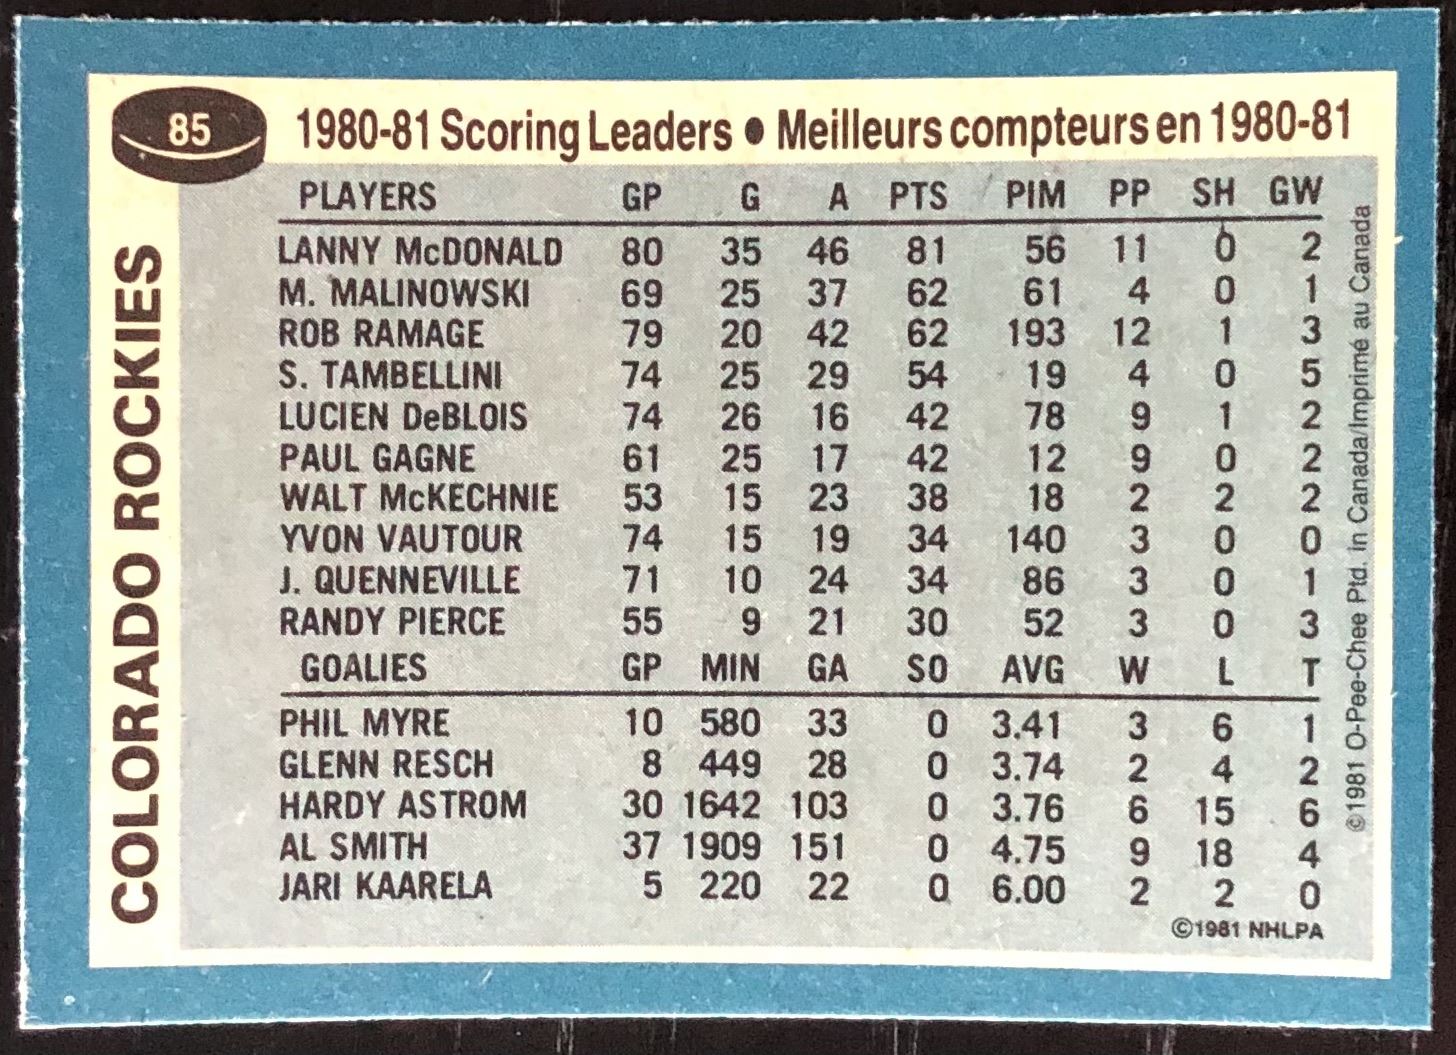 85
1980-81 Scoring Leaders • Meilleurs compteurs en 1980-81
COLORADO ROCKIES
PLAYERS GP G A PTS PIM PP SH GW
LANNY McDONALD 80 35 46 81 56 11 0 2
M. MALINOWSKI 69 25 37 62 61 4 0 1
ROB RAMAGE 79 20 42 62 193 12 1 3
S. TAMBELLINI 74 25 29 54 19 4 0 5
LUCIEN DeBLOIS 74 26 16 42 78 9 1 2
PAUL GAGNE 61 25 17 42 12 9 0 2
WALT McKECHNIE 53 15 23 38 18 2 2 2
YVON VAUTOUR 74 15 19 34 140 3 0 0
J. QUENNEVILLE 71 10 24 34 86 3 0 1
RANDY PIERCE 55 9 21 30 52 3 0 3
GOALIES GP MIN GA SO AVG W L T
PHIL MYRE 10 580 33 0 3.41 3 6 1
GLENN RESCH 8 449 28 0 3.74 2 4 2
HARDY ASTROM 30 1642 103 0 3.76 6 15 6
AL SMITH 37 1909 151 0 4.75 9 18 4
JARI KAARELA 5 220 22 0 6.00 2 2 0
©1981 NHLPA
©1981 O-Pee-Chee Ptd. in Canada/Imprimé au Canada